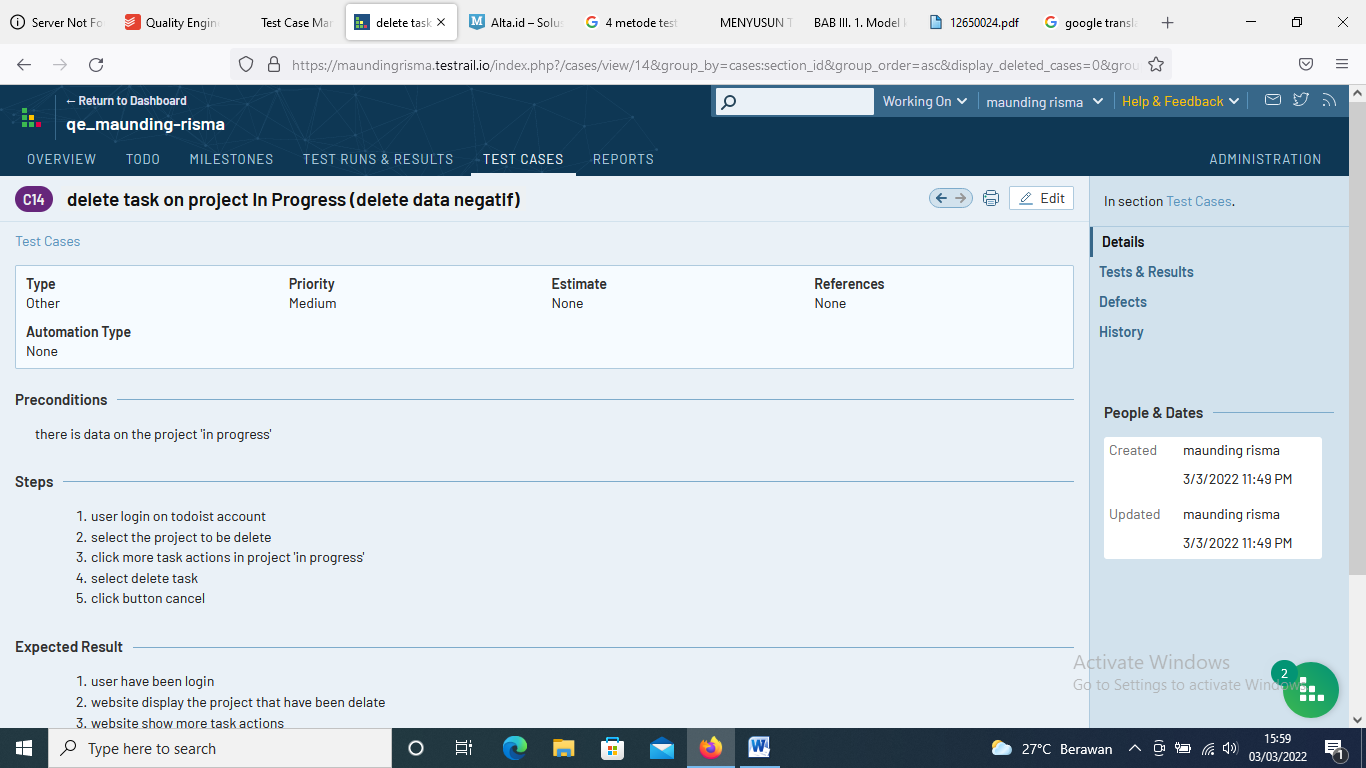 Server Not Fo
Quality Engin
Test Case Mar
delete task
Alta.id – Solus
4 metode test
MENYUSUN T
BAB III. 1. Model
12650024.pdf
google transla
https://maundingrisma.testrail.io/index.php?/cases/view/14&group_by=cases:section_id&group_order=asc&display_deleted_cases=0&grou
← Return to Dashboard
qe_maunding-risma
Working On
maunding risma
Help & Feedback
OVERVIEW TODO MILESTONES TEST RUNS & RESULTS TEST CASES REPORTS ADMINISTRATION
C14 delete task on project In Progress (delete data negatif)
Edit
Test Cases
Type Priority Estimate References
Other Medium None None
Automation Type
None
Preconditions
there is data on the project 'in progress'
Steps
1. user login on todoist account
2. select the project to be delete
3. click more task actions in project 'in progress'
4. select delete task
5. click button cancel
Expected Result
1. user have been login
2. website display the project that have been delate
3. website show more task actions
In section Test Cases.
Details
Tests & Results
Defects
History
People & Dates
Created maunding risma
3/3/2022 11:49 PM
Updated maunding risma
3/3/2022 11:49 PM
Activate Windows
Go to Settings to activate Windows.
2
Type here to search
27°C Berawan
15:59
03/03/2022
1